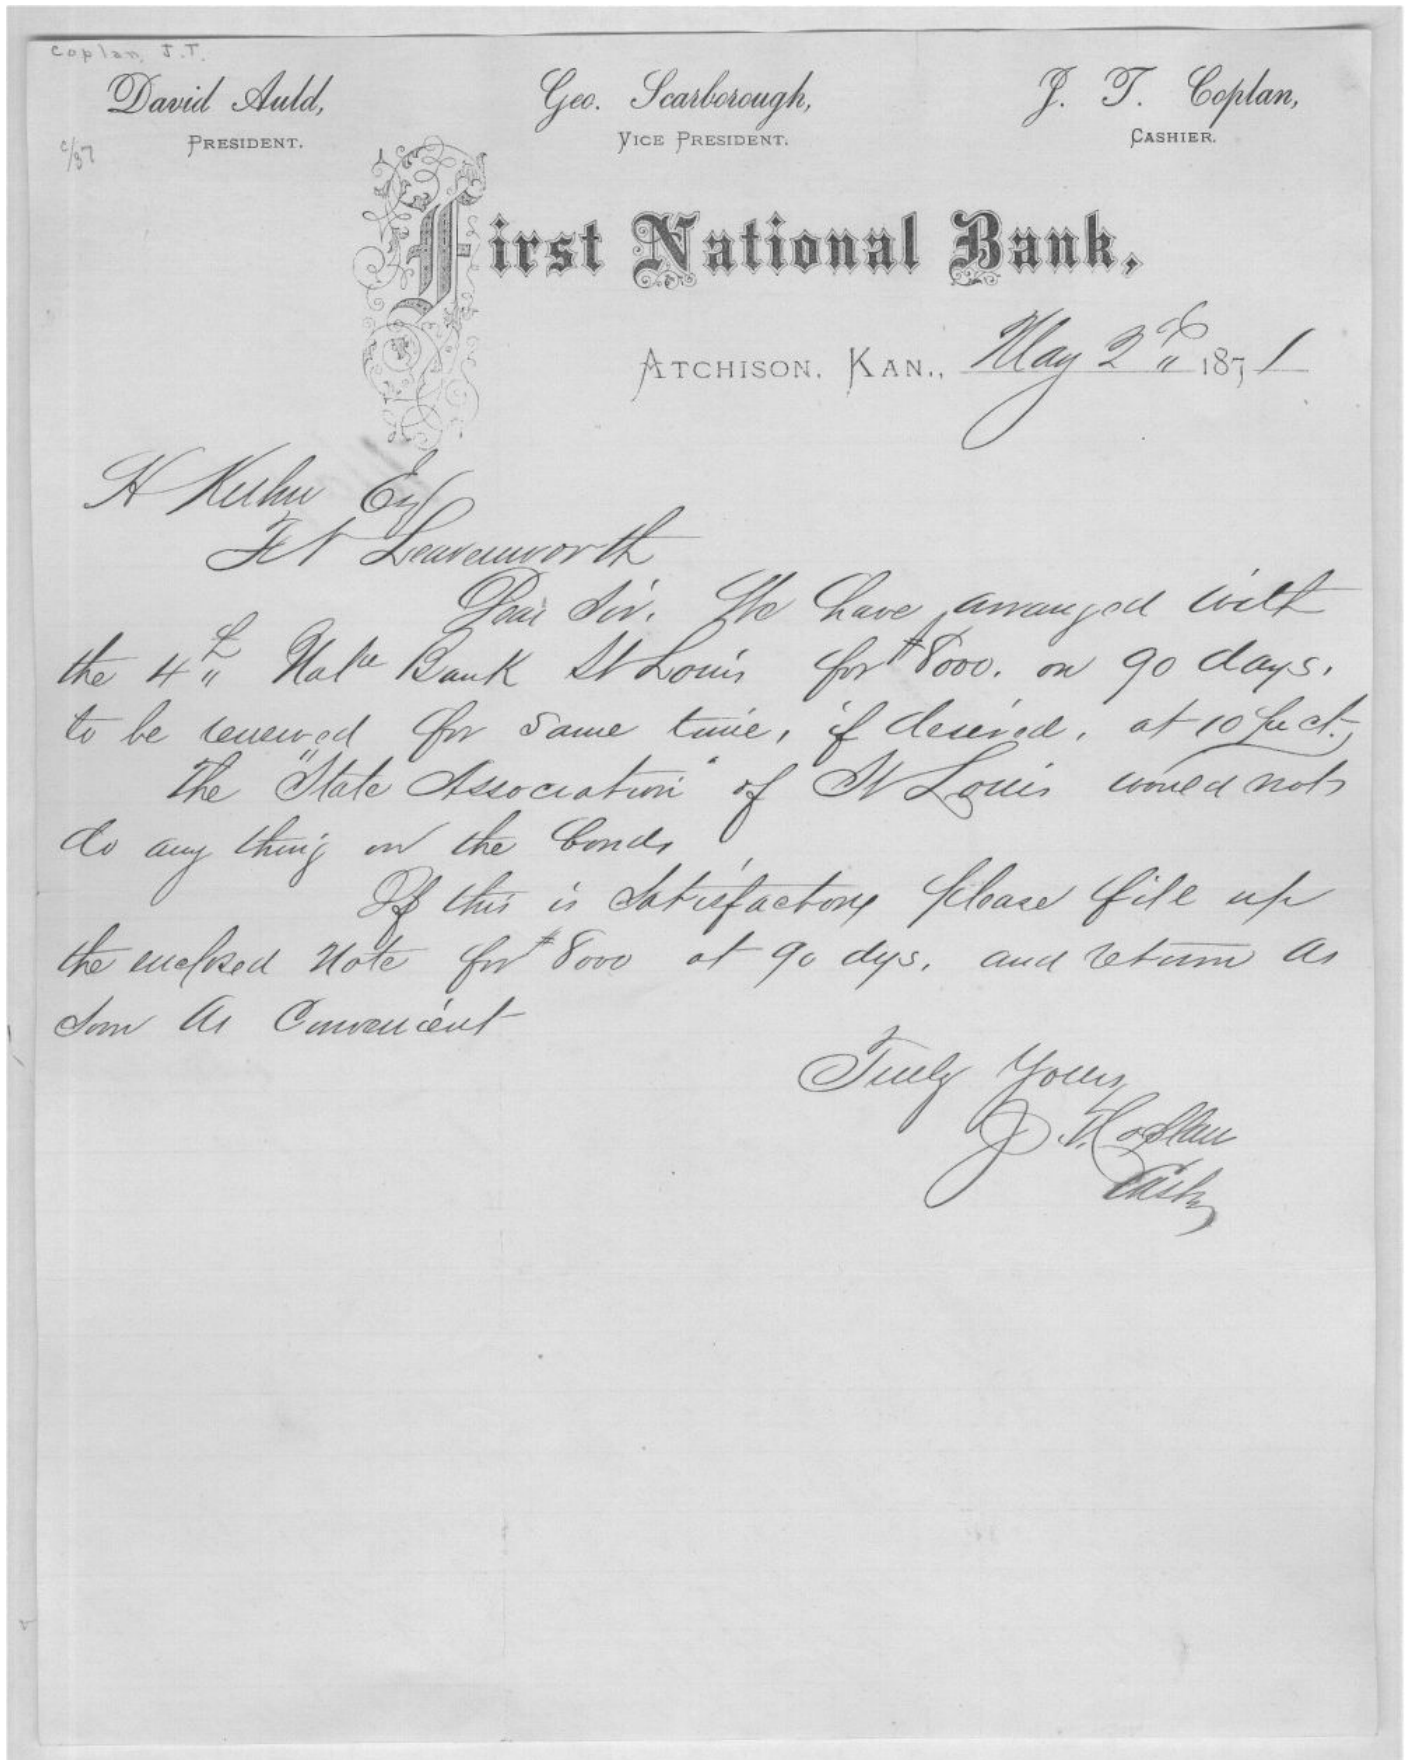 Coplan, J.T.
David Auld, Geo. Scarborough, J. T. Coplan,
PRESIDENT. VICE PRESIDENT. CASHIER.
c/37
First National Bank,
ATCHISON, KAN., May 2d " 1871
H Kuhn Esq
Ft Leavenworth
Dear Sir. We have arranged with
the 4th " Natl Bank St Louis for $8000. on 90 days.
to be renewed for same time, if desired, at 10 per ct.
The "State Association" of St Louis would not
do any thing on the bonds
If this is satisfactory please fill up
the enclosed note for $8000 at 90 dys. and return as
soon as convenient
Truly Yours
J. T. Coplan
Cash